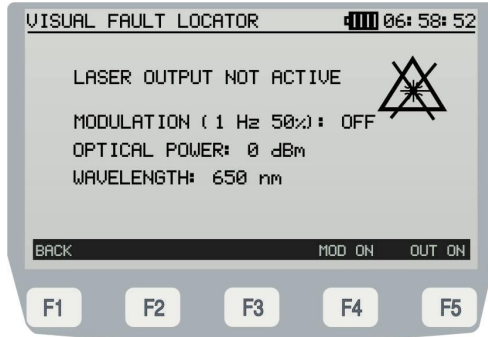 VISUAL FAULT LOCATOR 06:58:52
LASER OUTPUT NOT ACTIVE
MODULATION (1 Hz 50%): OFF
OPTICAL POWER: 0 dBm
WAVELENGTH: 650 nm
BACK MOD ON OUT ON
F1 F2 F3 F4 F5